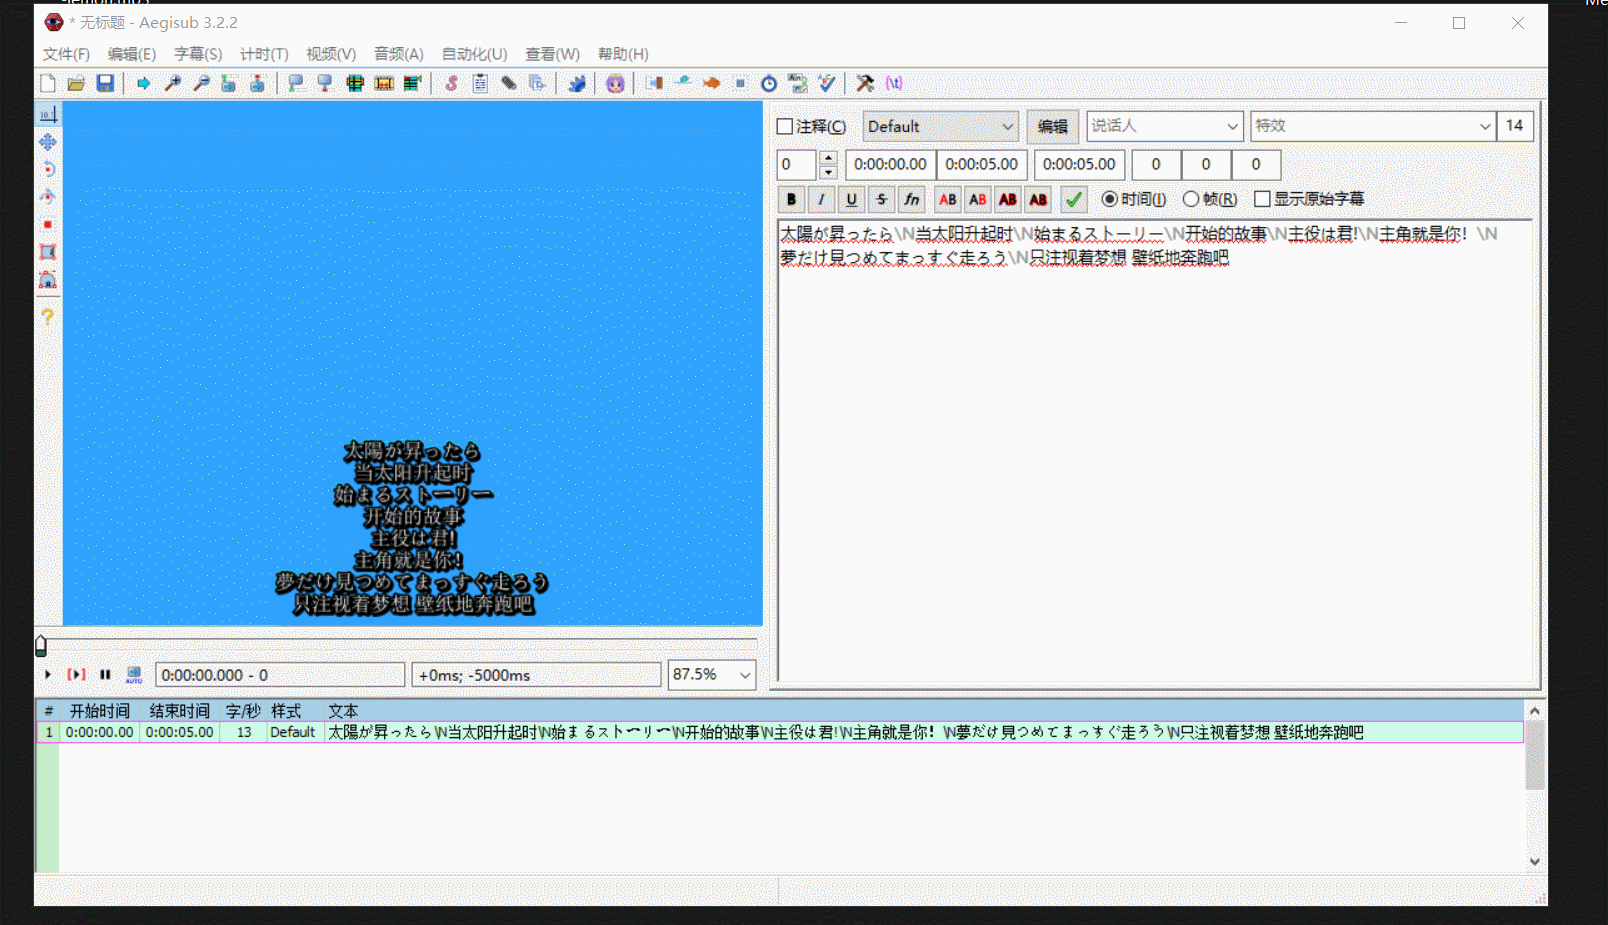 -lemon.mp3
Me
* 无标题 - Aegisub 3.2.2
文件(F) 编辑(E) 字幕(S) 计时(T) 视频(V) 音频(A) 自动化(U) 查看(W) 帮助(H)
注释(C) Default 编辑 说话人 特效 14
0 0:00:00.00 0:00:05.00 0:00:05.00 0 0 0
B I U S fn AB AB AB AB 时间(I) 帧(R) 显示原始字幕
太陽が昇ったら\N当太阳升起时\N始まるストーリー\N开始的故事\N主役は君!\N主角就是你！\N
夢だけ見つめてまっすぐ走ろう\N只注视着梦想 壁纸地奔跑吧
太陽が昇ったら
当太阳升起时
始まるストーリー
开始的故事
主役は君!
主角就是你！
夢だけ見つめてまっすぐ走ろう
只注视着梦想 壁纸地奔跑吧
AUTO 0:00:00.000 - 0 +0ms; -5000ms 87.5%
# 开始时间 结束时间 字/秒 样式 文本
1 0:00:00.00 0:00:05.00 13 Default 太陽が昇ったら\N当太阳升起时\N始まるストーリー\N开始的故事\N主役は君!\N主角就是你！\N夢だけ見つめてまっすぐ走ろう\N只注视着梦想 壁纸地奔跑吧